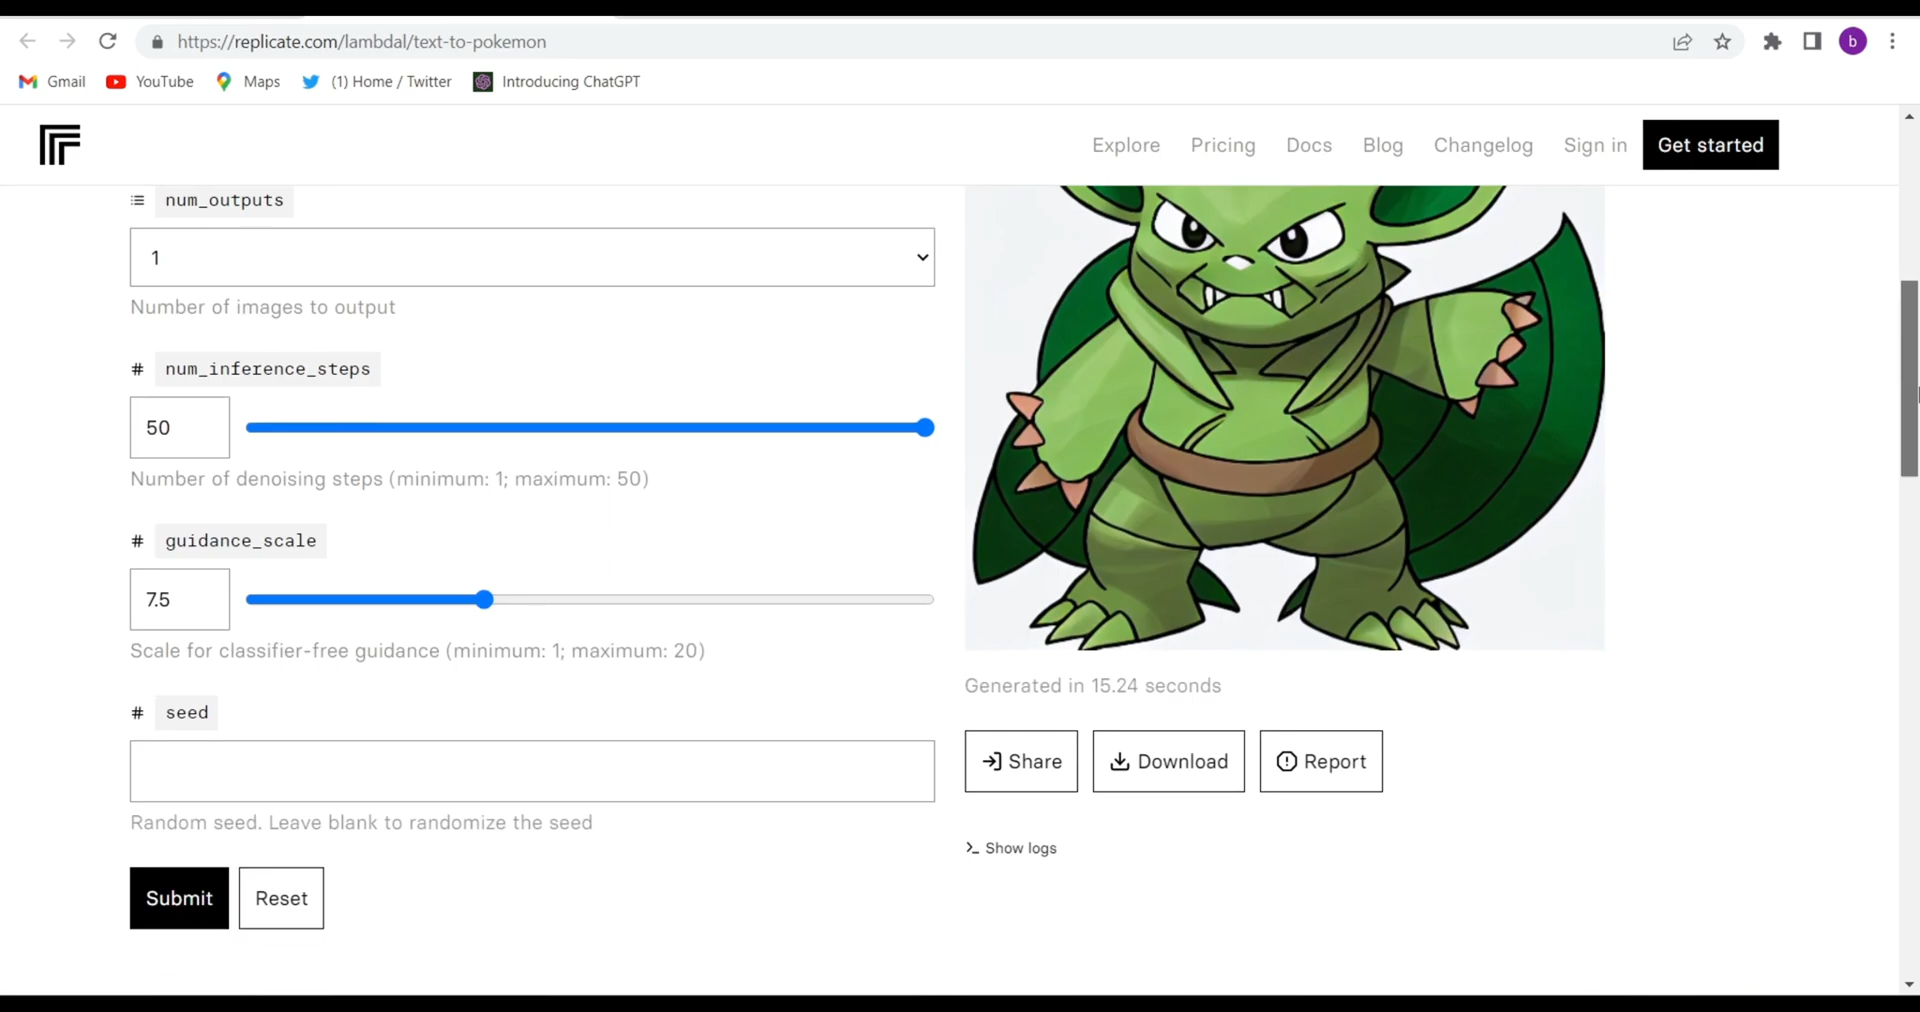 https://replicate.com/lambdal/text-to-pokemon
b
Gmail YouTube Maps (1) Home / Twitter Introducing ChatGPT
Explore Pricing Docs Blog Changelog Sign in Get started
num_outputs
1
Number of images to output
# num_inference_steps
50
Number of denoising steps (minimum: 1; maximum: 50)
# guidance_scale
7.5
Scale for classifier-free guidance (minimum: 1; maximum: 20)
# seed
Random seed. Leave blank to randomize the seed
Submit Reset
Generated in 15.24 seconds
Share Download Report
Show logs